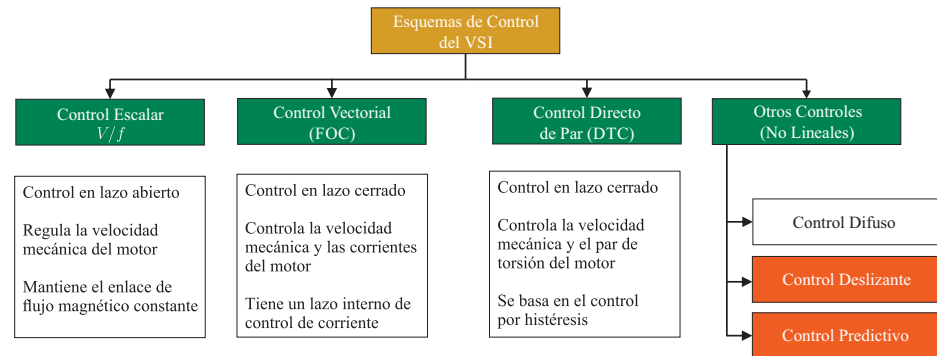 Esquemas de Control
del VSI
Control Escalar
V/f
Control Vectorial
(FOC)
Control Directo
de Par (DTC)
Otros Controles
(No Lineales)
Control en lazo abierto
Regula la velocidad
mecánica del motor
Mantiene el enlace de
flujo magnético constante
Control en lazo cerrado
Controla la velocidad
mecánica y las corrientes
del motor
Tiene un lazo interno de
control de corriente
Control en lazo cerrado
Controla la velocidad
mecánica y el par de
torsión del motor
Se basa en el control
por histéresis
Control Difuso
Control Deslizante
Control Predictivo